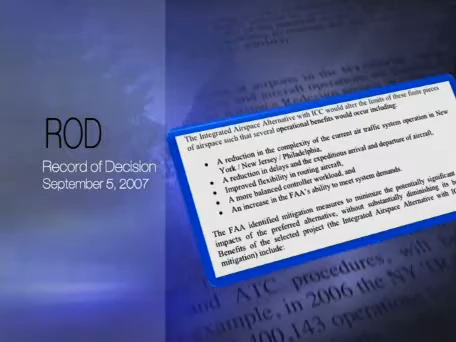 ROD
Record of Decision
September 5, 2007
The Integrated Airspace Alternative with ICC would alter the limits of these finite pieces
of airspace such that several operational benefits would occur including:
• A reduction in the complexity of the current air traffic system operation in New
York / New Jersey / Philadelphia,
• A reduction in delays and the expeditious arrival and departure of aircraft,
• Improved flexibility in routing aircraft,
• A more balanced controller workload, and
• An increase in the FAA's ability to meet system demands.
The FAA identified mitigation measures to minimize the potentially significant
impacts of the preferred alternative, without substantially diminishing its
Benefits of the selected project (the Integrated Airspace Alternative with
mitigation) include:
and ATC procedures, will
example, in 2006 the NY
400,143 operations